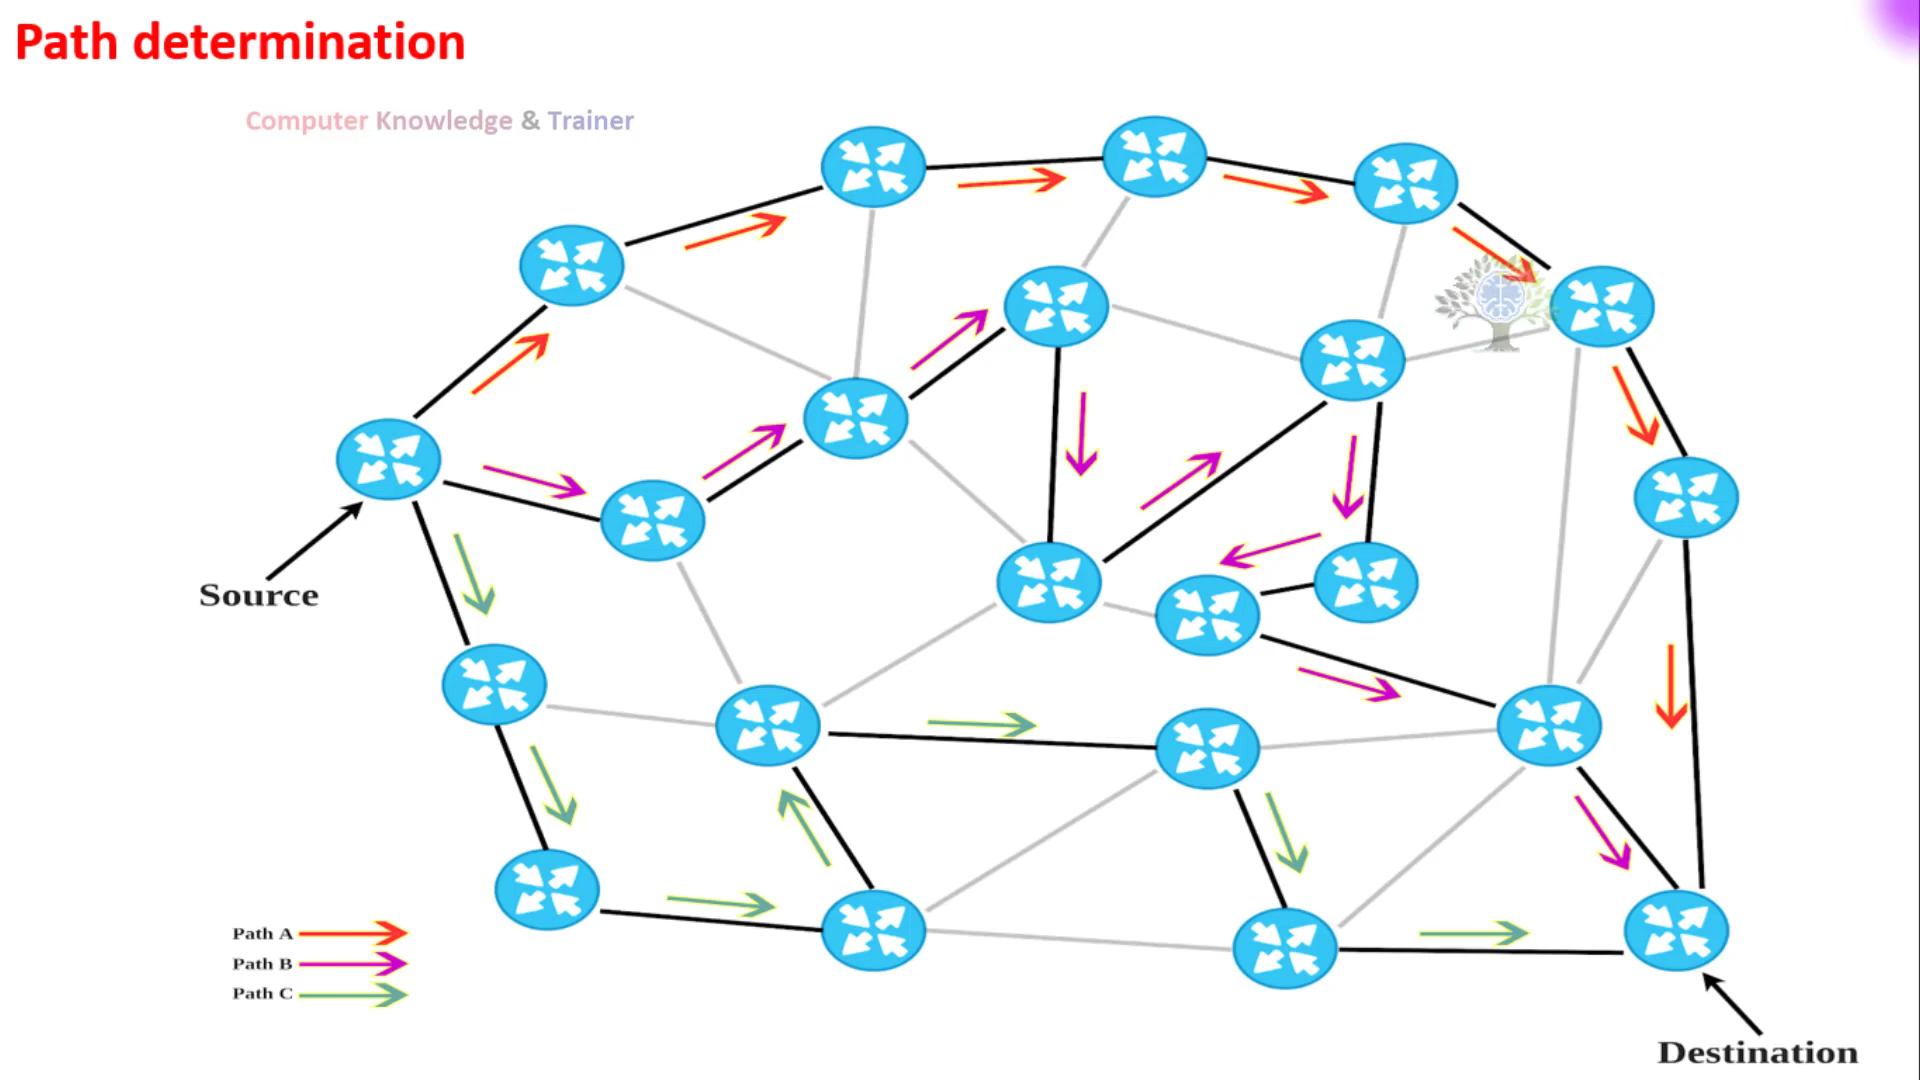 Path determination
Computer Knowledge & Trainer
Source
Path A
Path B
Path C
Destination